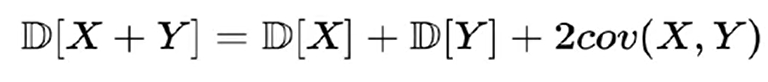 𝔻[X + Y] = 𝔻[X] + 𝔻[Y] + 2cov(X, Y)